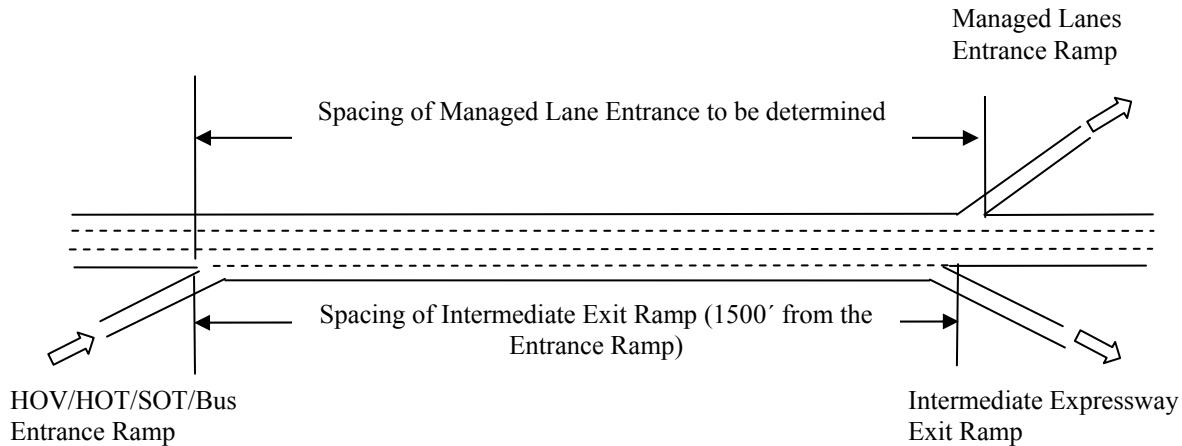 Managed Lanes
Entrance Ramp
Spacing of Managed Lane Entrance to be determined
Spacing of Intermediate Exit Ramp (1500´ from the
Entrance Ramp)
HOV/HOT/SOT/Bus
Entrance Ramp
Intermediate Expressway
Exit Ramp